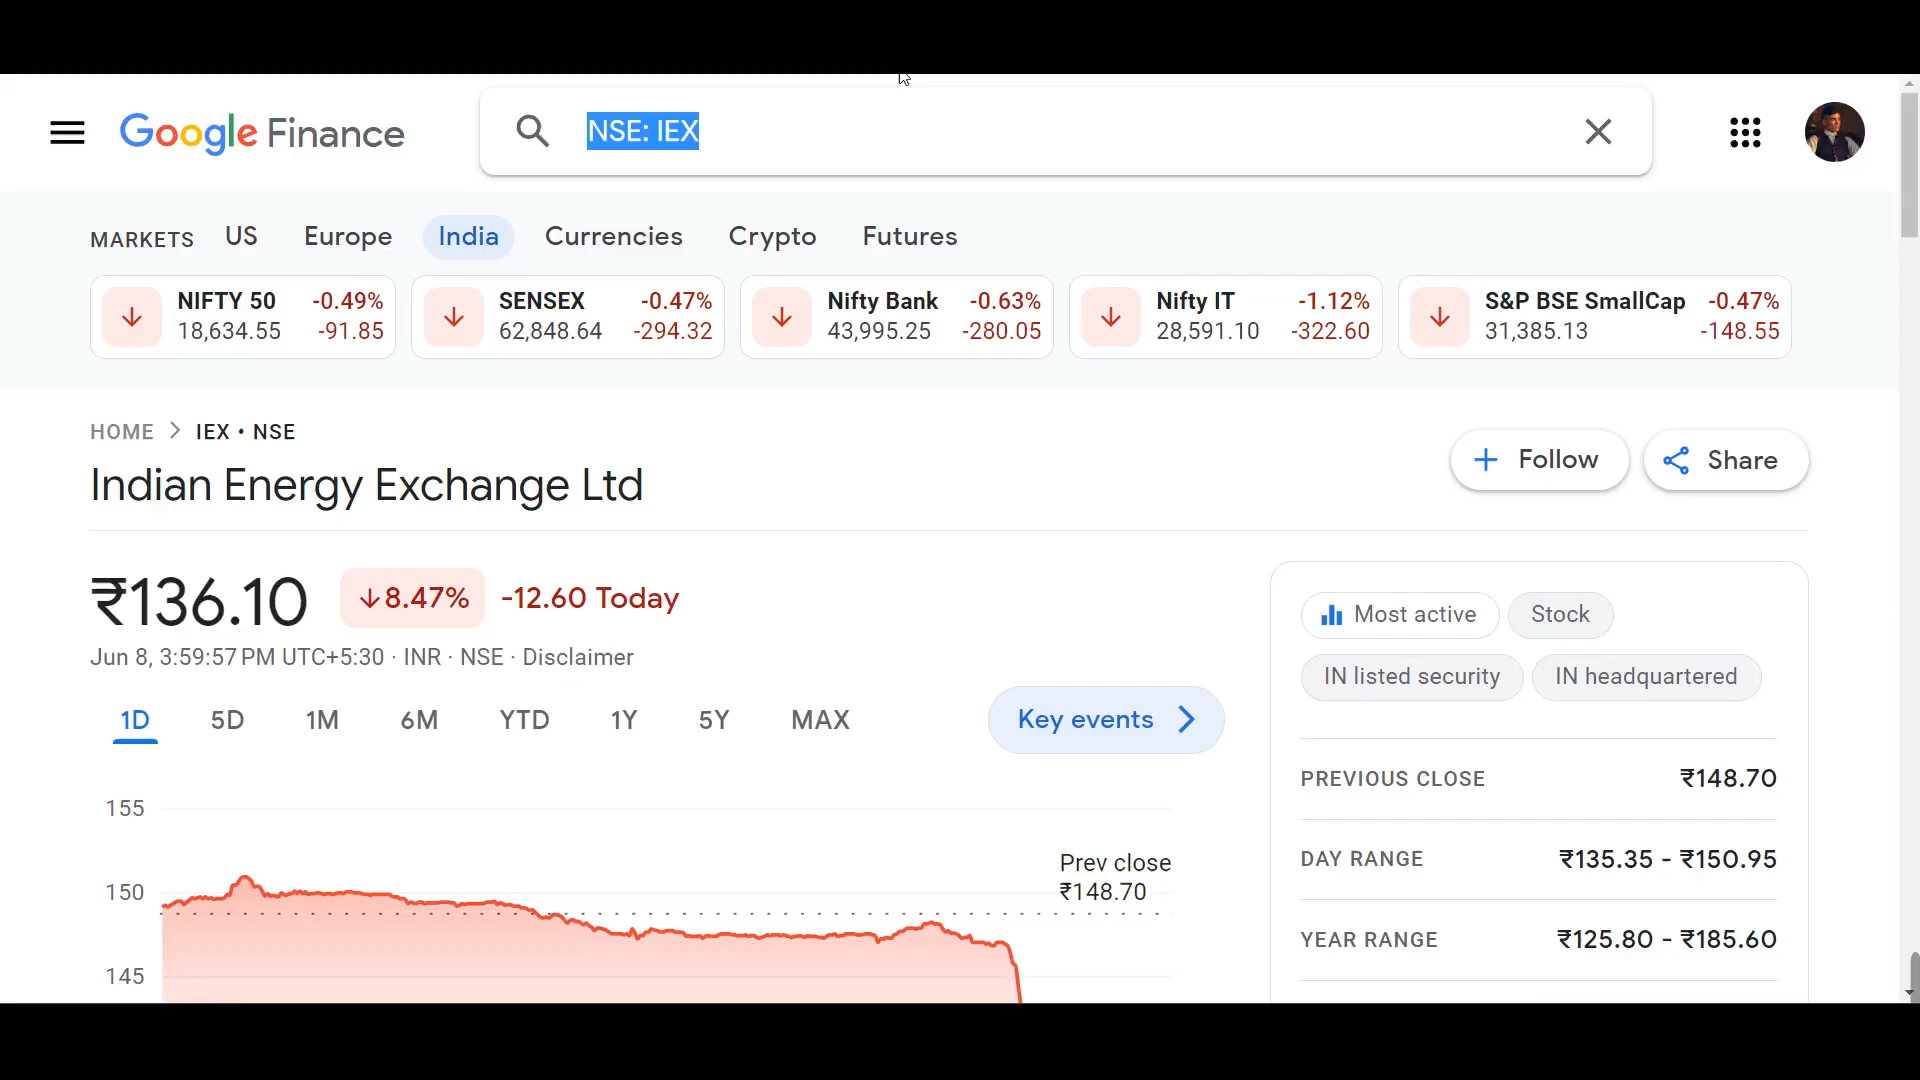 Google Finance
NSE: IEX
MARKETS US Europe India Currencies Crypto Futures
NIFTY 50 -0.49%
18,634.55 -91.85
SENSEX -0.47%
62,848.64 -294.32
Nifty Bank -0.63%
43,995.25 -280.05
Nifty IT -1.12%
28,591.10 -322.60
S&P BSE SmallCap -0.47%
31,385.13 -148.55
HOME > IEX • NSE
Indian Energy Exchange Ltd
Follow
Share
₹136.10 ↓8.47% -12.60 Today
Jun 8, 3:59:57 PM UTC+5:30 · INR · NSE · Disclaimer
1D 5D 1M 6M YTD 1Y 5Y MAX
Key events
155
150
145
Prev close
₹148.70
Most active
Stock
IN listed security
IN headquartered
PREVIOUS CLOSE ₹148.70
DAY RANGE ₹135.35 - ₹150.95
YEAR RANGE ₹125.80 - ₹185.60